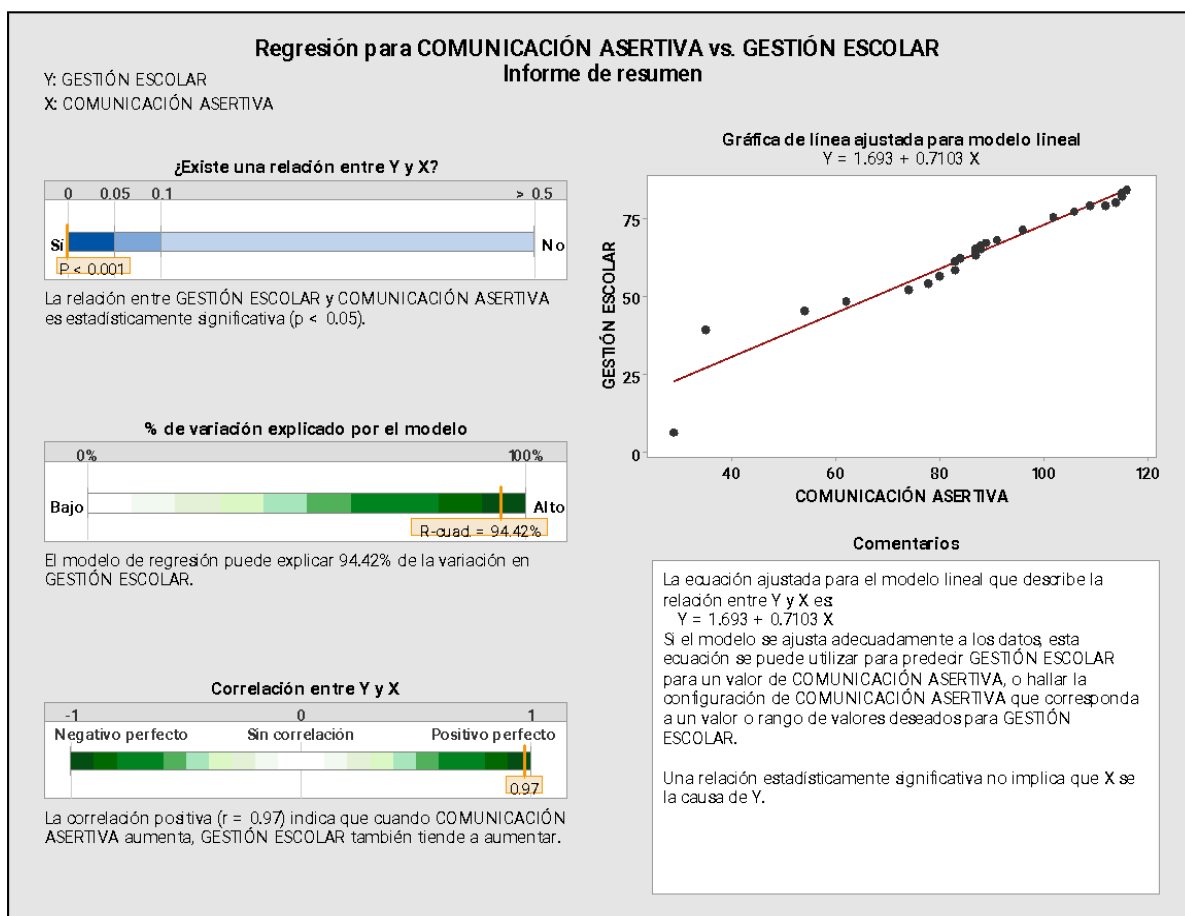 Regresión para COMUNICACIÓN ASERTIVA vs. GESTIÓN ESCOLAR
Informe de resumen
Y: GESTIÓN ESCOLAR
X: COMUNICACIÓN ASERTIVA
¿Existe una relación entre Y y X?
0 0.05 0.1 > 0.5
Sí No
P < 0.001
La relación entre GESTIÓN ESCOLAR y COMUNICACIÓN ASERTIVA
es estadísticamente significativa (p < 0.05).
% de variación explicado por el modelo
0% 100%
Bajo Alto
R-cuad. = 94.42%
El modelo de regresión puede explicar 94.42% de la variación en
GESTIÓN ESCOLAR.
Correlación entre Y y X
-1 0 1
Negativo perfecto Sin correlación Positivo perfecto
0.97
La correlación positiva (r = 0.97) indica que cuando COMUNICACIÓN
ASERTIVA aumenta, GESTIÓN ESCOLAR también tiende a aumentar.
Gráfica de línea ajustada para modelo lineal
Y = 1.693 + 0.7103 X
75
50
25
0
GESTIÓN ESCOLAR
40 60 80 100 120
COMUNICACIÓN ASERTIVA
Comentarios
La ecuación ajustada para el modelo lineal que describe la
relación entre Y y X es:
Y = 1.693 + 0.7103 X
Si el modelo se ajusta adecuadamente a los datos, esta
ecuación se puede utilizar para predecir GESTIÓN ESCOLAR
para un valor de COMUNICACIÓN ASERTIVA, o hallar la
configuración de COMUNICACIÓN ASERTIVA que corresponda
a un valor o rango de valores deseados para GESTIÓN
ESCOLAR.
Una relación estadísticamente significativa no implica que X se
la causa de Y.